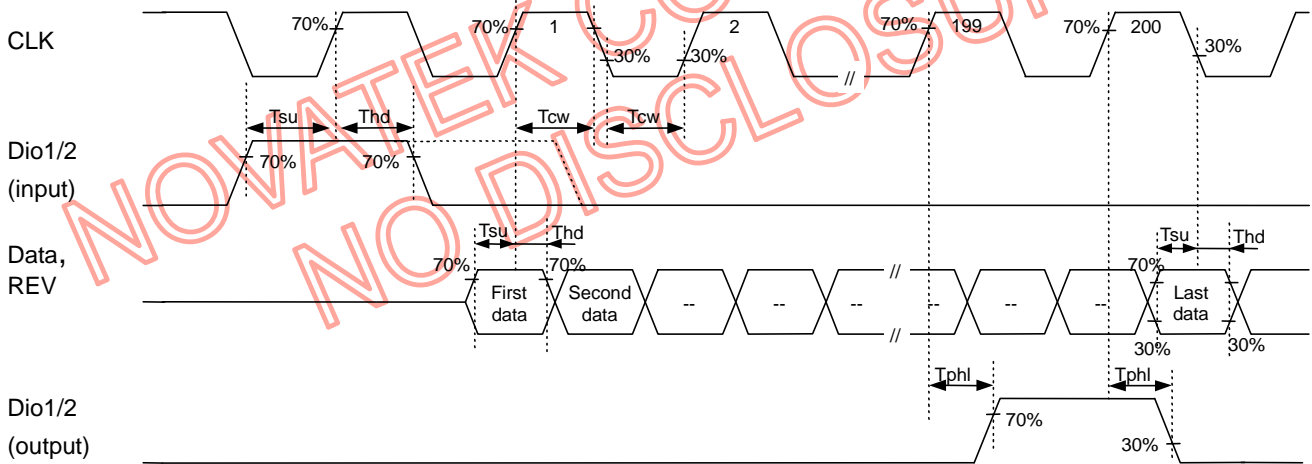 CLK
70%
70%
1
30%
30%
2
70%
199
70%
200
30%
Tsu
Thd
Tcw
Tcw
Dio1/2
(input)
70%
70%
Data,
REV
Tsu
Thd
70%
70%
First
data
Second
data
--
--
--
//
//
//
--
--
--
Tsu
Thd
70%
Last
data
30%
30%
Dio1/2
(output)
Tphl
Tphl
70%
30%
NOVATEK CO
NO DISCLOSU